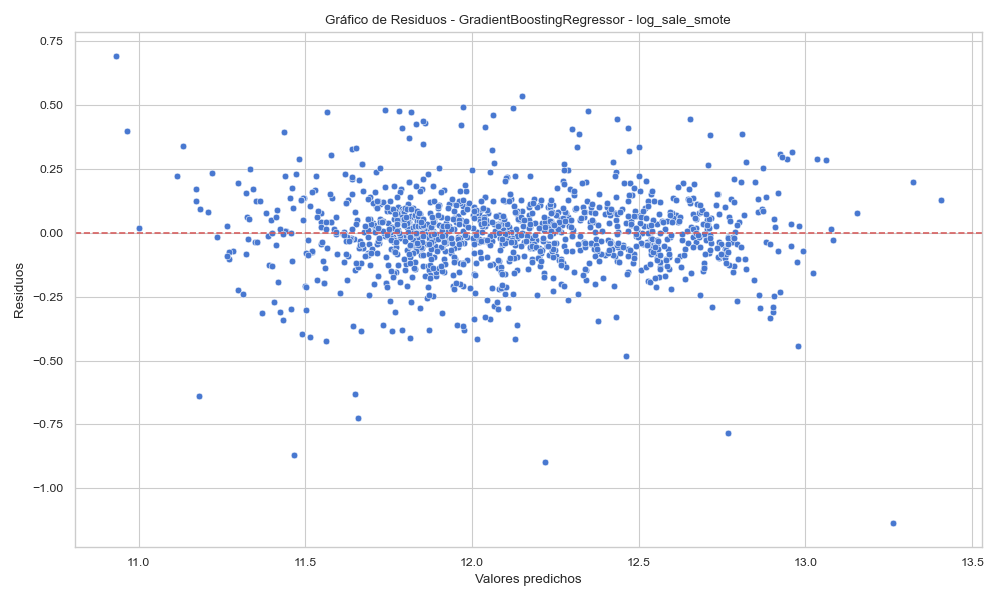 Gráfico de Residuos - GradientBoostingRegressor - log_sale_smote
0.75
0.50
0.25
0.00
−0.25
−0.50
−0.75
−1.00
Residuos
11.0 11.5 12.0 12.5 13.0 13.5
Valores predichos